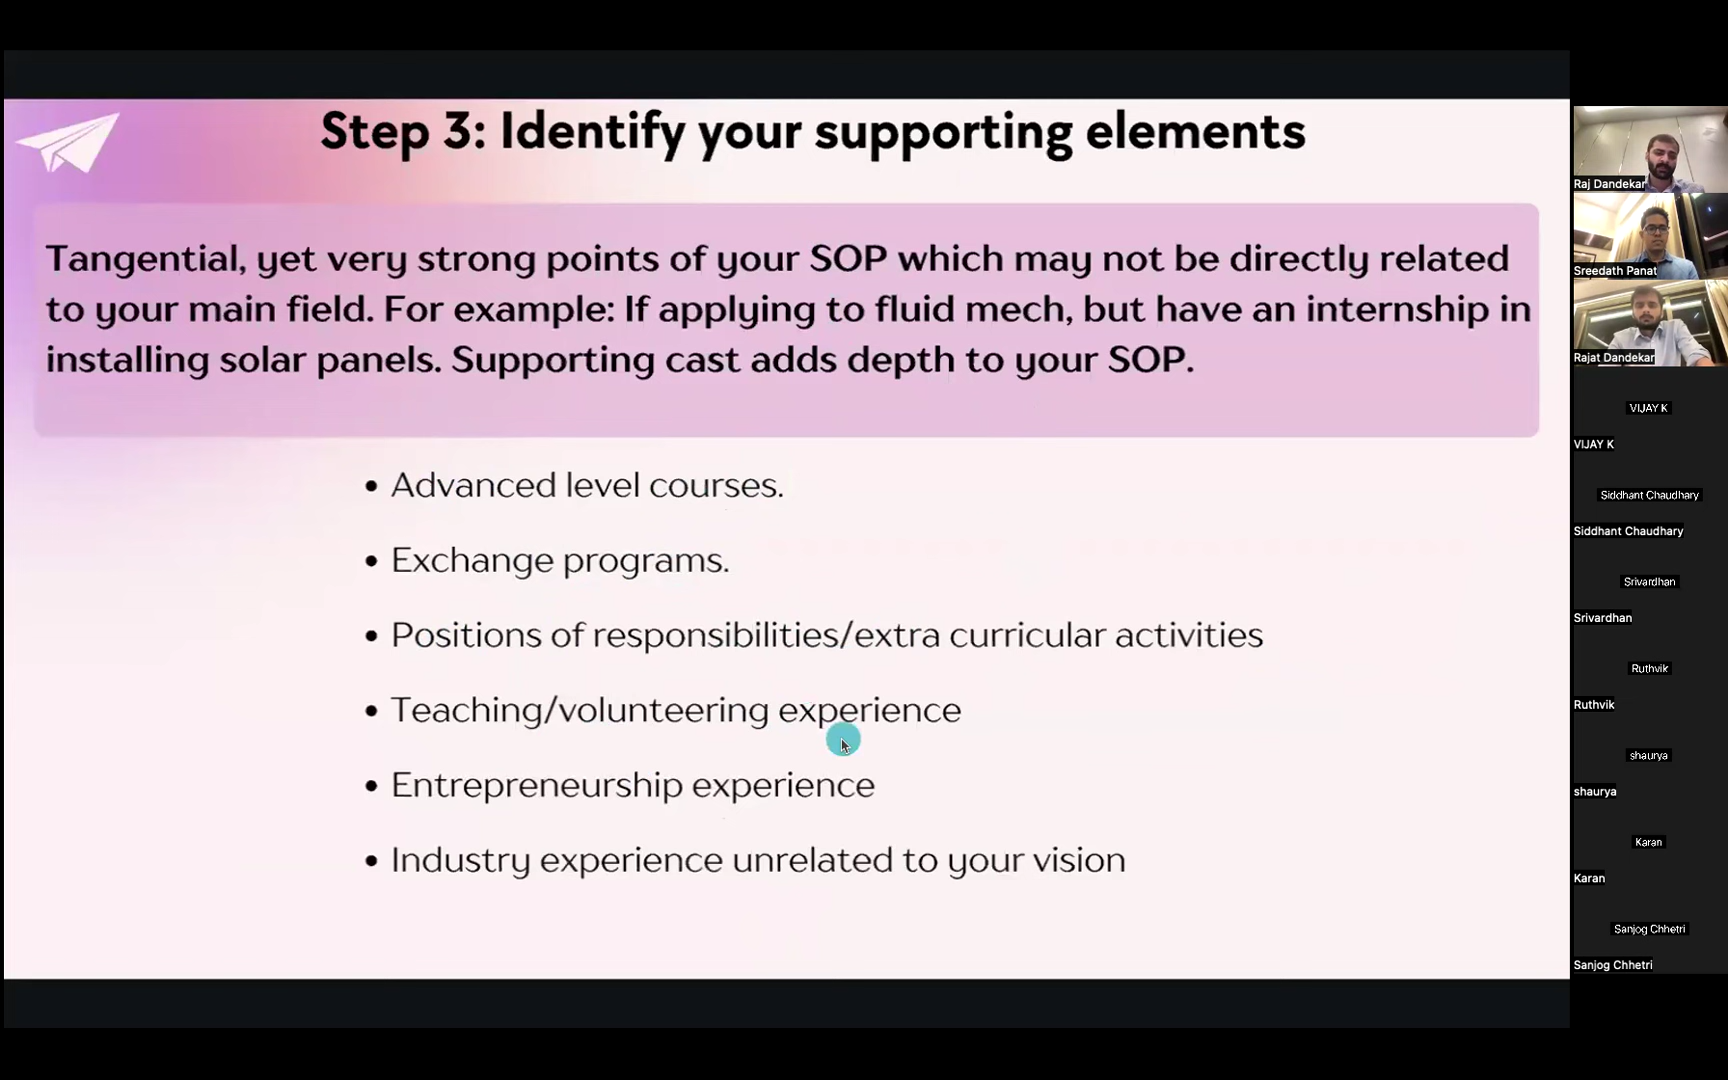 Step 3: Identify your supporting elements
Tangential, yet very strong points of your SOP which may not be directly related
to your main field. For example: If applying to fluid mech, but have an internship in
installing solar panels. Supporting cast adds depth to your SOP.
• Advanced level courses.
• Exchange programs.
• Positions of responsibilities/extra curricular activities
• Teaching/volunteering experience
• Entrepreneurship experience
• Industry experience unrelated to your vision
Raj Dandekar
Sreedath Panat
Rajat Dandekar
VIJAY K
VIJAY K
Siddhant Chaudhary
Siddhant Chaudhary
Srivardhan
Srivardhan
Ruthvik
Ruthvik
shaurya
shaurya
Karan
Karan
Sanjog Chhetri
Sanjog Chhetri